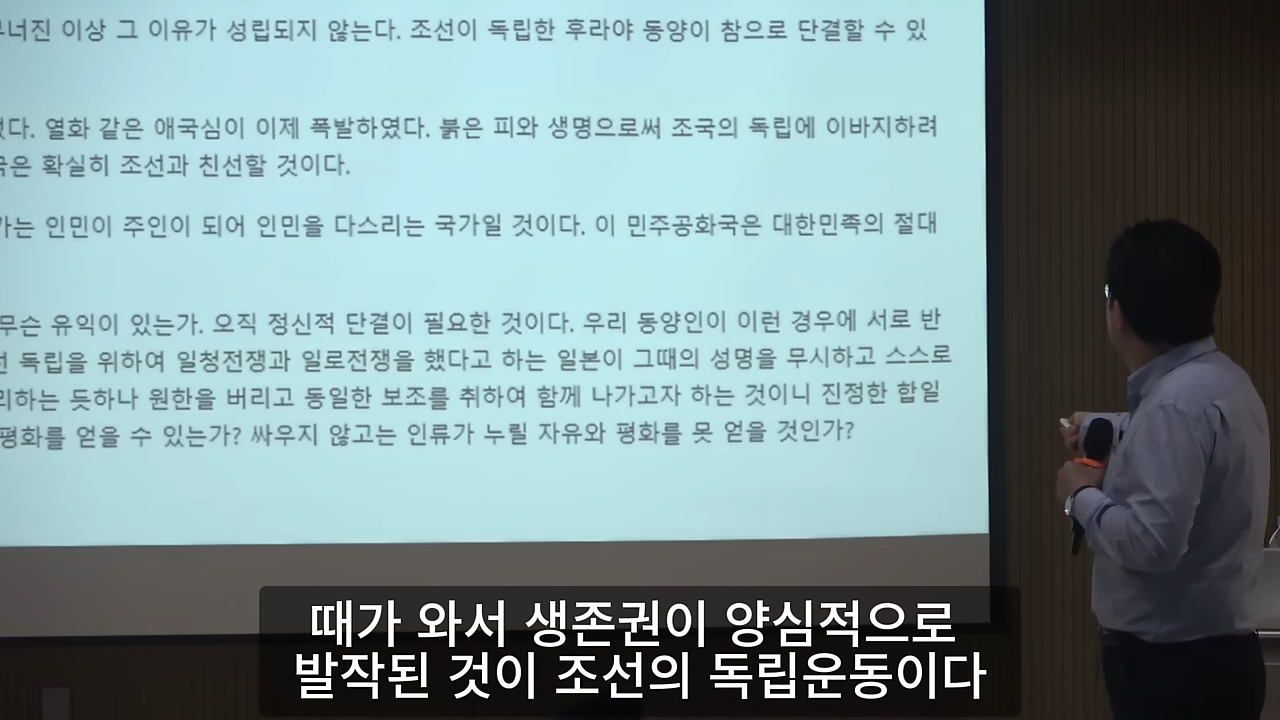 너진 이상 그 이유가 성립되지 않는다. 조선이 독립한 후라야 동양이 참으로 단결할 수 있
다. 열화 같은 애국심이 이제 폭발하였다. 붉은 피와 생명으로써 조국의 독립에 이바지하려
은 확실히 조선과 친선할 것이다.
가는 인민이 주인이 되어 인민을 다스리는 국가일 것이다. 이 민주공화국은 대한민족의 절대
무슨 유익이 있는가. 오직 정신적 단결이 필요한 것이다. 우리 동양인이 이런 경우에 서로 반
독립을 위하여 일청전쟁과 일로전쟁을 했다고 하는 일본이 그때의 성명을 무시하고 스스로
리하는 듯하나 원한을 버리고 동일한 보조를 취하여 함께 나가고자 하는 것이니 진정한 합일
평화를 얻을 수 있는가? 싸우지 않고는 인류가 누릴 자유와 평화를 못 얻을 것인가?
때가 와서 생존권이 양심적으로
발작된 것이 조선의 독립운동이다